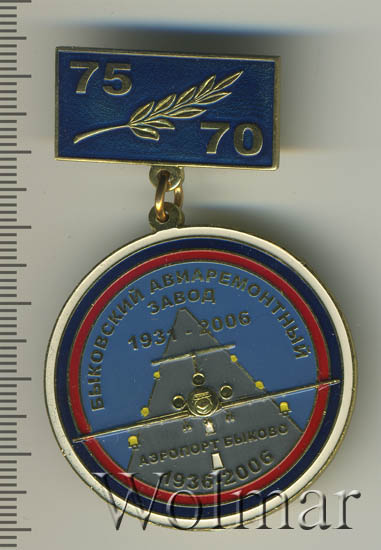 75
70
БЫКОВСКИЙ АВИАРЕМОНТНЫЙ
ЗАВОД
1931 - 2006
АЭРОПОРТ БЫКОВО
1936 2006
Wolmar